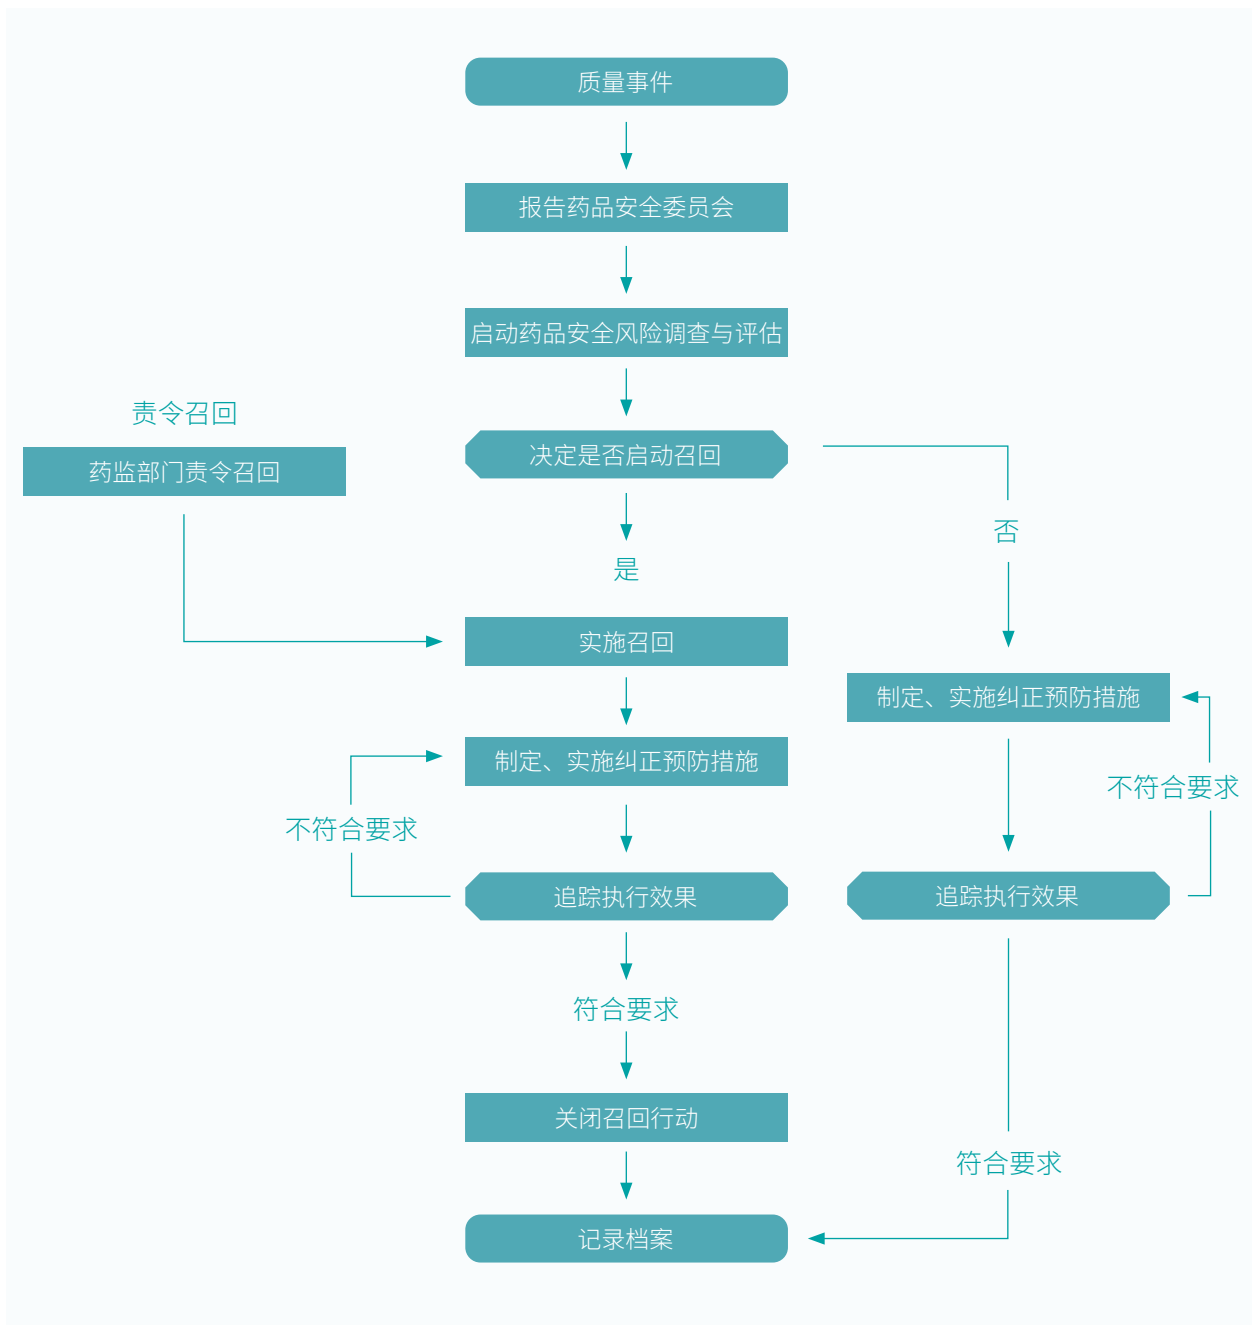 质量事件
报告药品安全委员会
启动药品安全风险调查与评估
责令召回
药监部门责令召回
决定是否启动召回
否
是
实施召回
制定、实施纠正预防措施
制定、实施纠正预防措施
不符合要求
不符合要求
追踪执行效果
追踪执行效果
符合要求
关闭召回行动
符合要求
记录档案